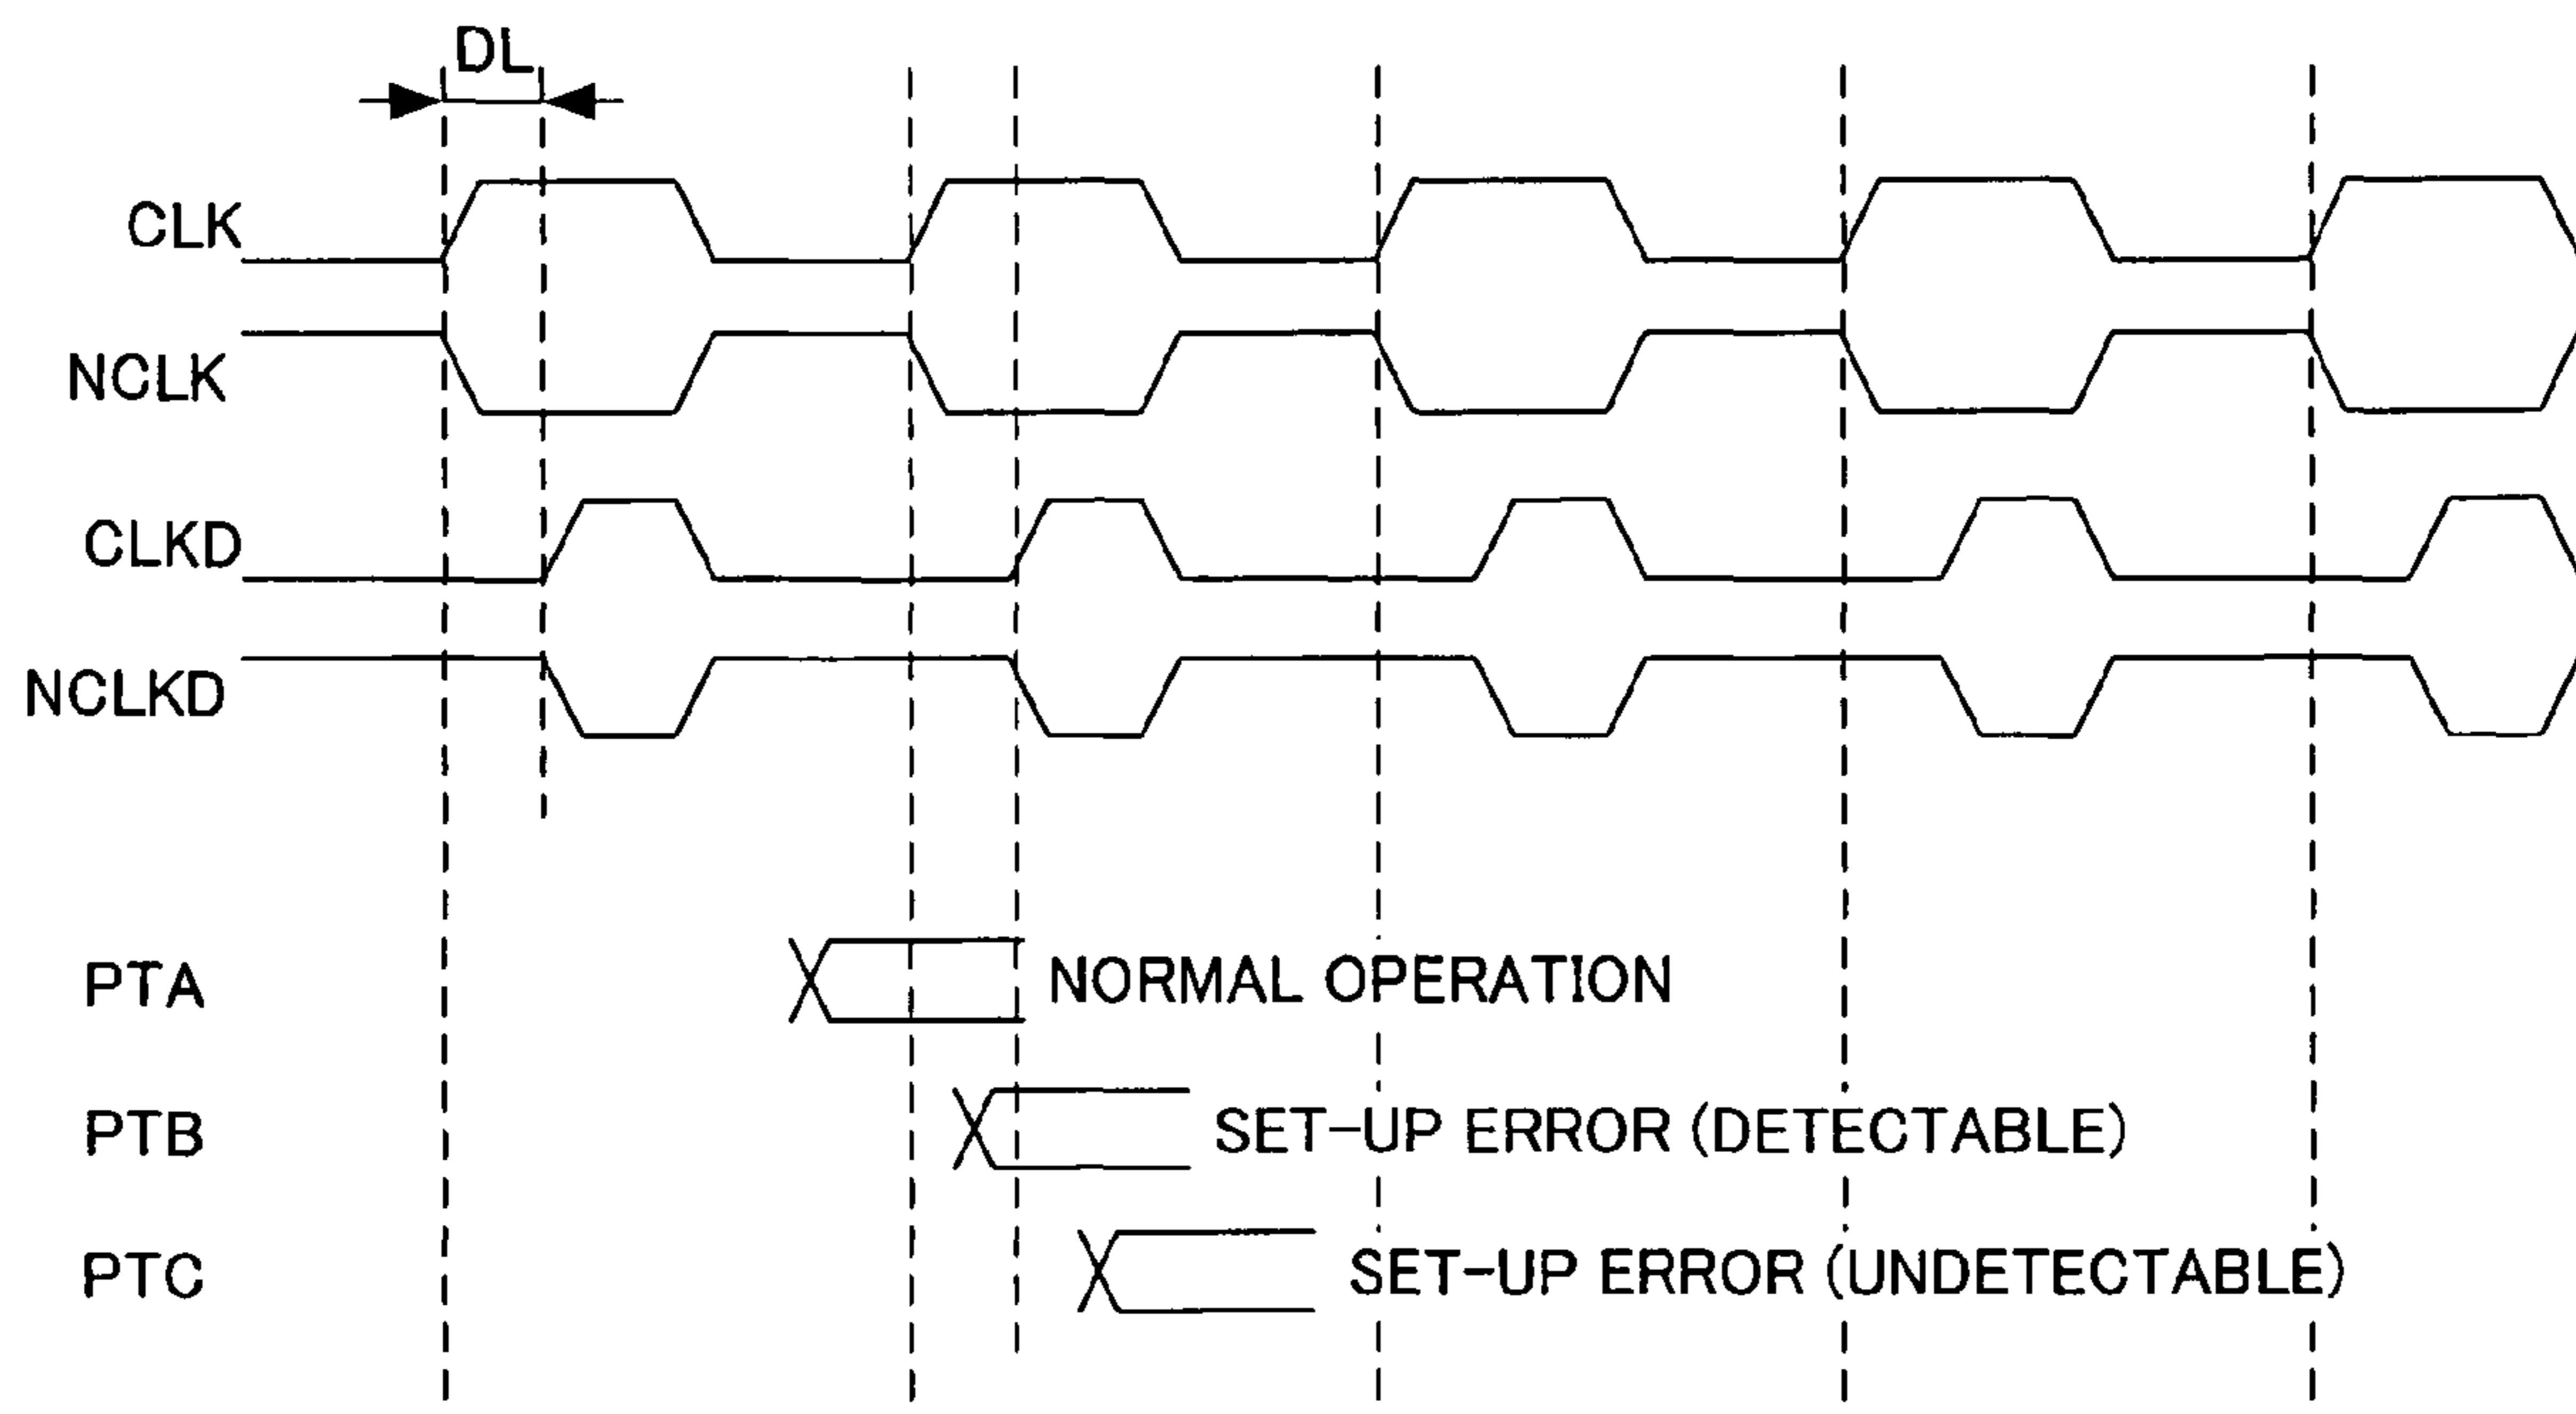 DL
CLK
NCLK
CLKD
NCLKD
PTA NORMAL OPERATION
PTB SET-UP ERROR (DETECTABLE)
PTC SET-UP ERROR (UNDETECTABLE)